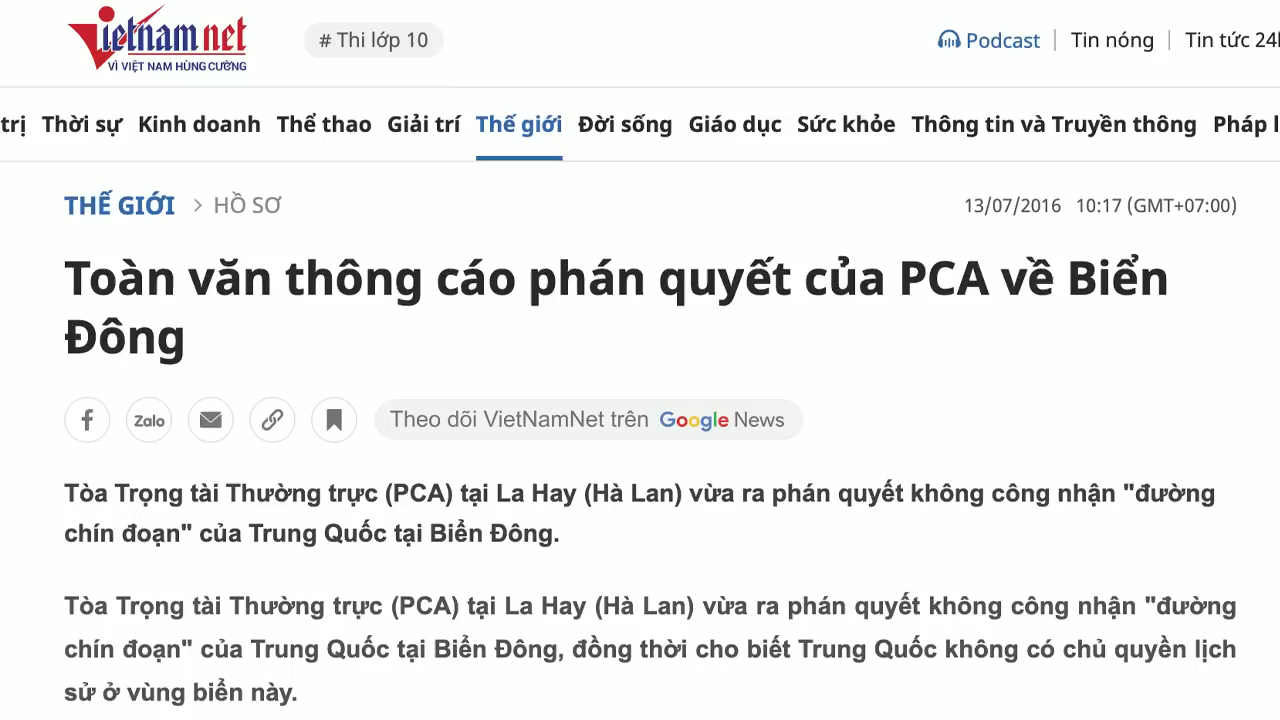 Vietnamnet
VÌ VIỆT NAM HÙNG CƯỜNG
# Thi lớp 10
Podcast | Tin nóng | Tin tức 24
trị Thời sự Kinh doanh Thể thao Giải trí Thế giới Đời sống Giáo dục Sức khỏe Thông tin và Truyền thông Pháp l
THẾ GIỚI > HỒ SƠ
13/07/2016 10:17 (GMT+07:00)
Toàn văn thông cáo phán quyết của PCA về Biển
Đông
Zalo
Theo dõi VietNamNet trên Google News
Tòa Trọng tài Thường trực (PCA) tại La Hay (Hà Lan) vừa ra phán quyết không công nhận "đường
chín đoạn" của Trung Quốc tại Biển Đông.
Tòa Trọng tài Thường trực (PCA) tại La Hay (Hà Lan) vừa ra phán quyết không công nhận "đường
chín đoạn" của Trung Quốc tại Biển Đông, đồng thời cho biết Trung Quốc không có chủ quyền lịch
sử ở vùng biển này.